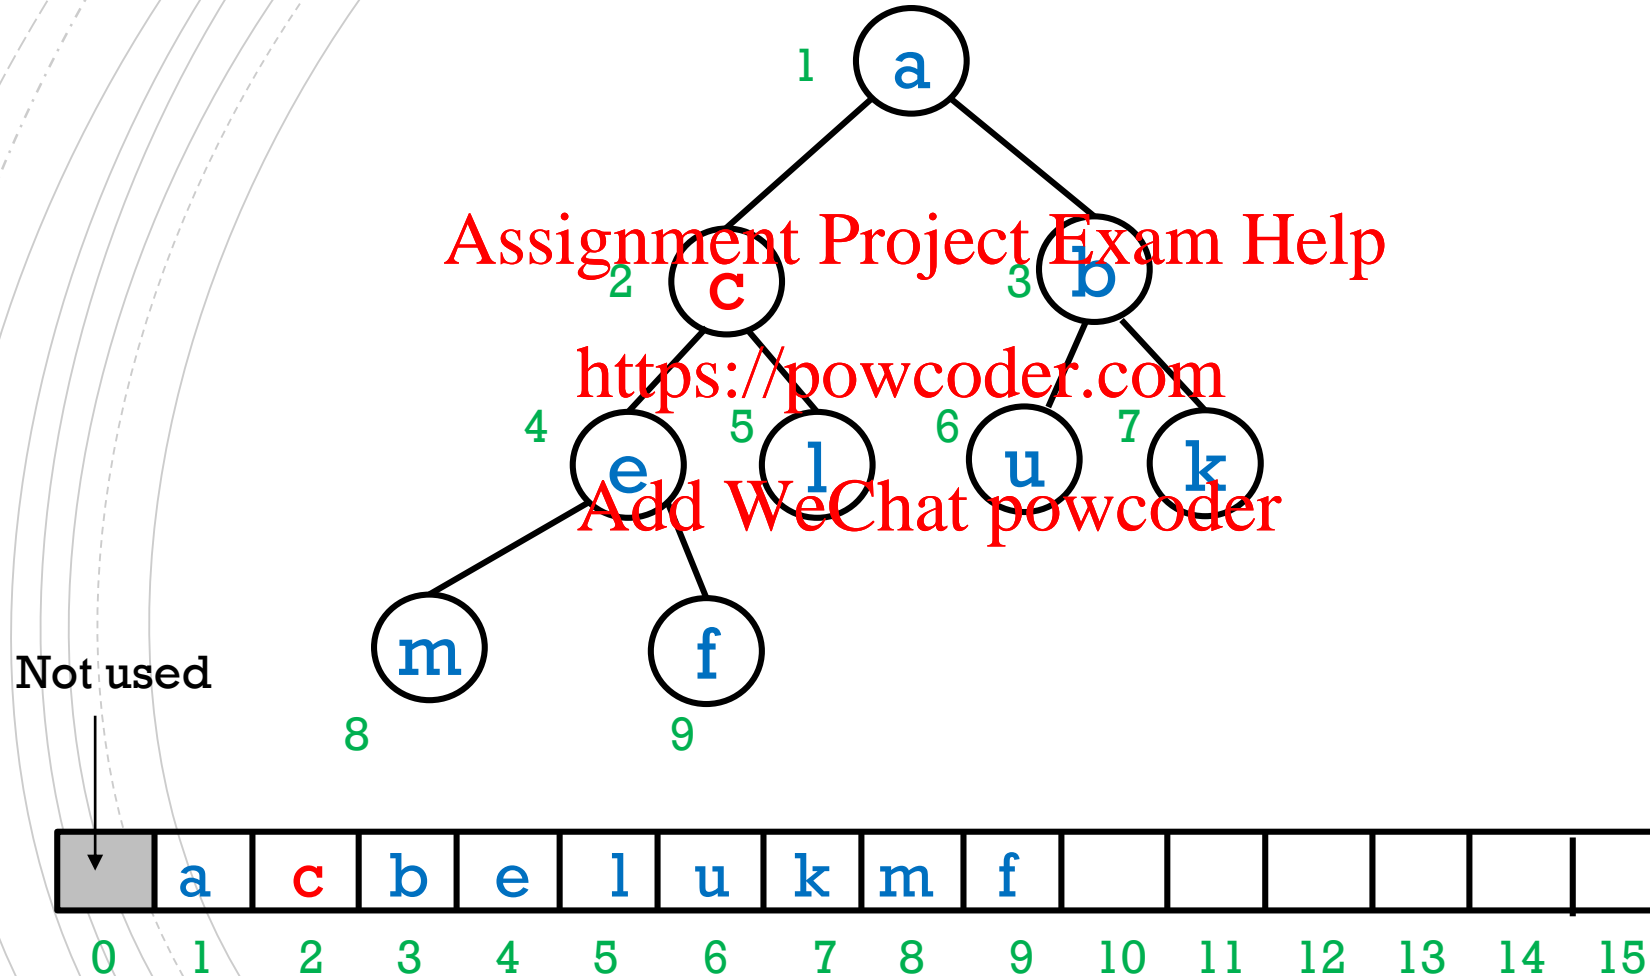 1 a
Assignment Project Exam Help
2 c 3 b
https://powcoder.com
4 5 6 7
e l u k
Add WeChat powcoder
m f
Not used
8 9
a c b e l u k m f
0 1 2 3 4 5 6 7 8 9 10 11 12 13 14 15